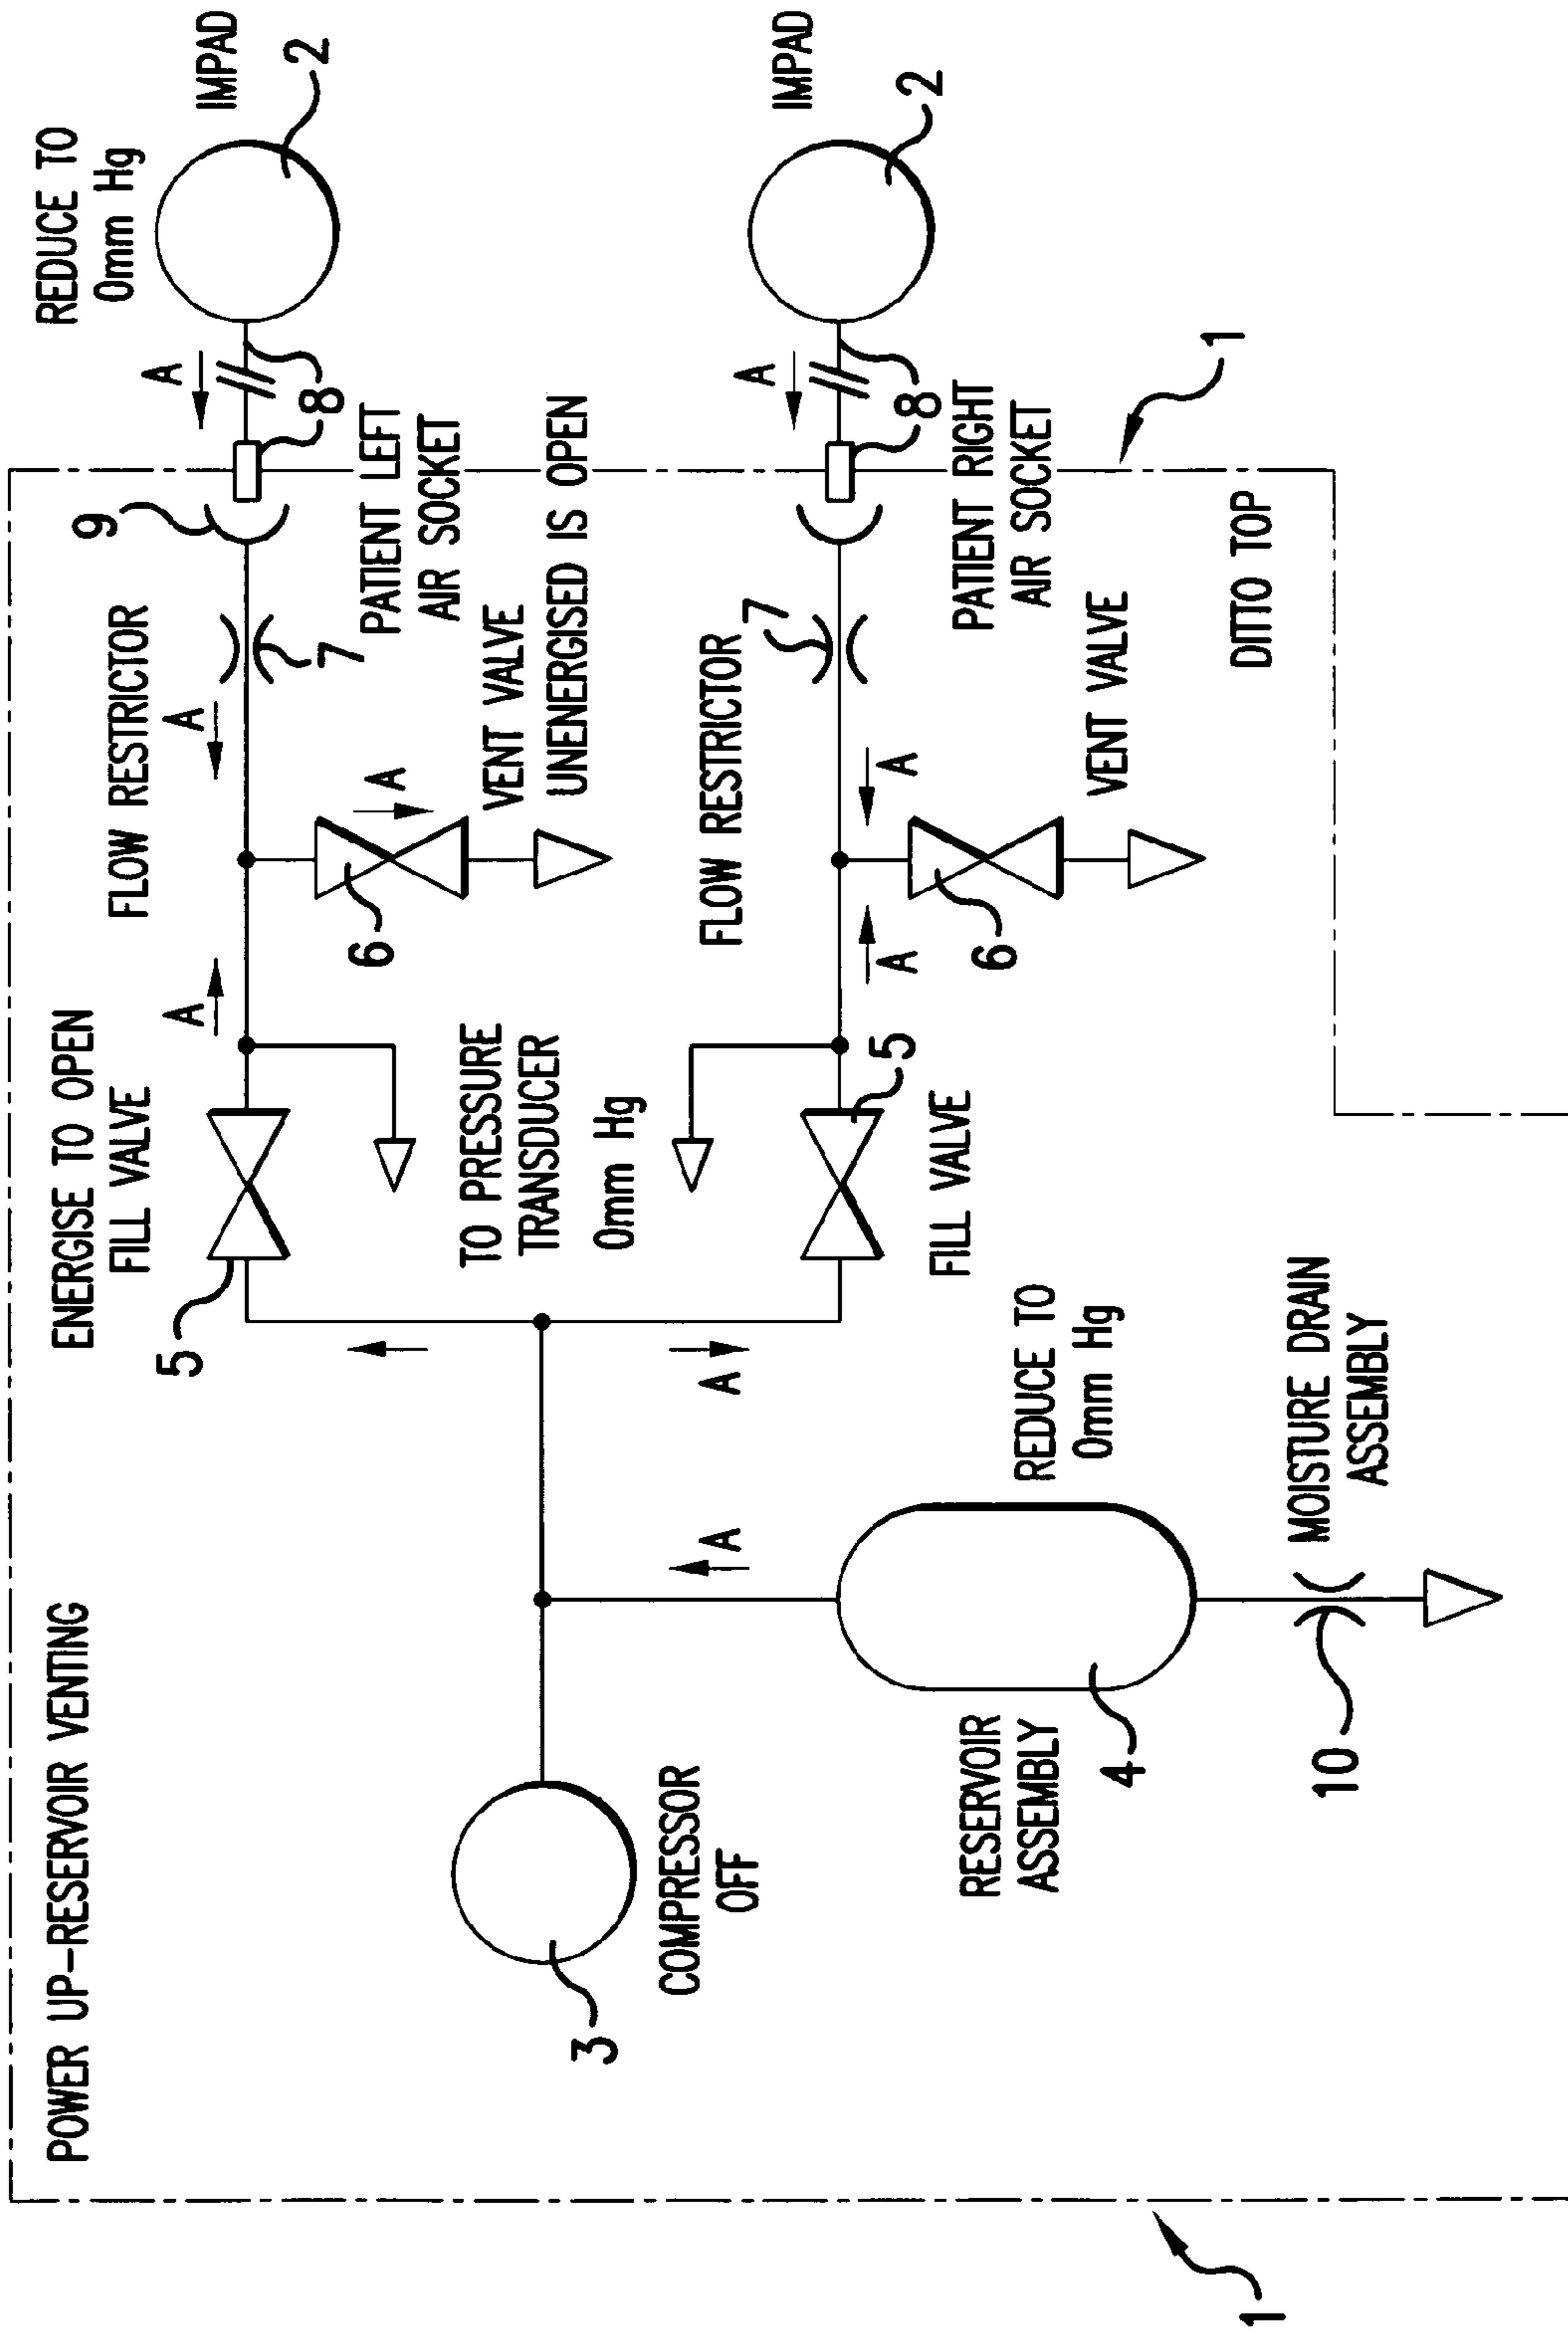 POWER UP-RESERVOIR VENTING
ENERGISE TO OPEN
FILL VALVE
5
A
FLOW RESTRICTOR
A
7
9
A
8
REDUCE TO
0mm Hg
IMPAD
2
6
A
VENT VALVE
UNENERGISED IS OPEN
PATIENT LEFT
AIR SOCKET
TO PRESSURE
TRANSDUCER
0mm Hg
3
COMPRESSOR
OFF
A
A
FILL VALVE
5
FLOW RESTRICTOR
7
A
A
6
VENT VALVE
PATIENT RIGHT
AIR SOCKET
A
8
IMPAD
2
DITTO TOP
1
RESERVOIR
ASSEMBLY
4
REDUCE TO
0mm Hg
MOISTURE DRAIN
ASSEMBLY
10
1